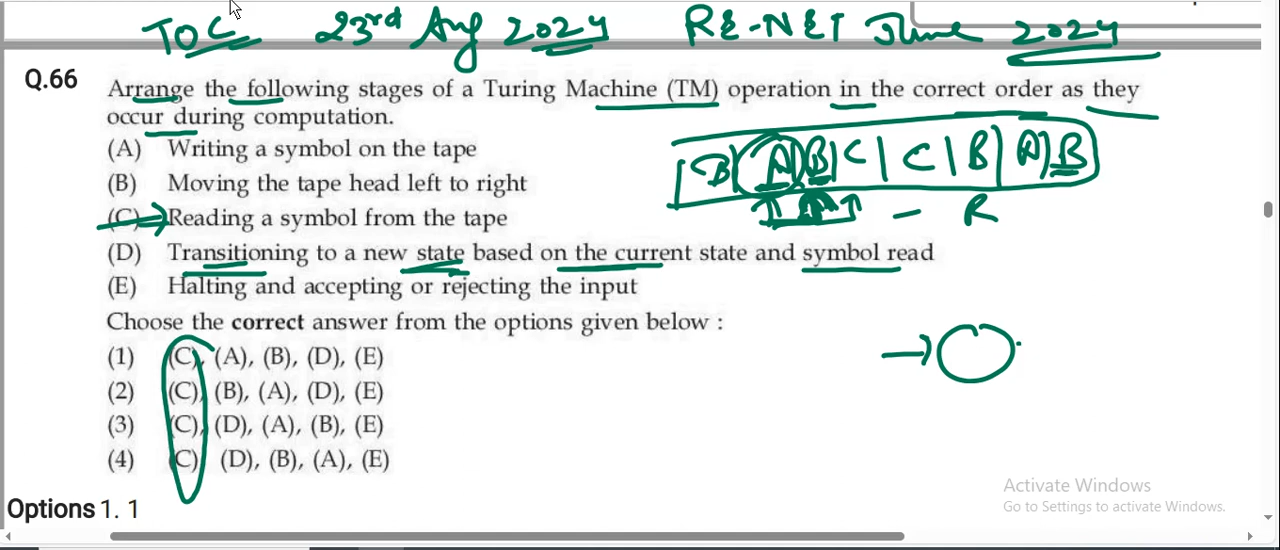 TOC 23rd Aug 2024 RE-NET June 2024
Q.66 Arrange the following stages of a Turing Machine (TM) operation in the correct order as they
occur during computation.
(A) Writing a symbol on the tape
B A B C C B A B
(B) Moving the tape head left to right
(C) Reading a symbol from the tape
- R
(D) Transitioning to a new state based on the current state and symbol read
(E) Halting and accepting or rejecting the input
Choose the correct answer from the options given below :
(1) (C), (A), (B), (D), (E)
(2) (C), (B), (A), (D), (E)
(3) (C), (D), (A), (B), (E)
(4) (C) (D), (B), (A), (E)
Activate Windows
Go to Settings to activate Windows.
Options 1. 1